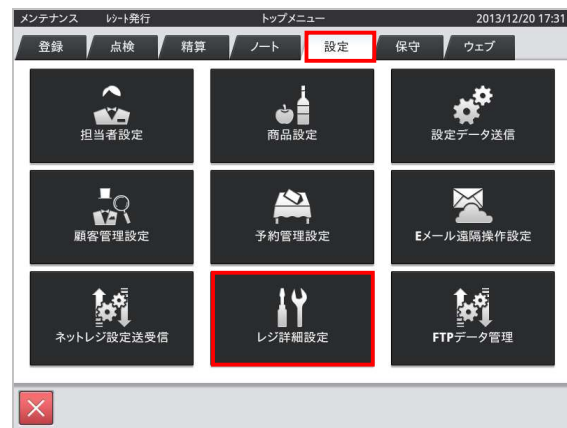 メンテナンス ﾚｼｰﾄ発行 トップメニュー 2013/12/20 17:31
登録 点検 精算 ノート 設定 保守 ウェブ
担当者設定 商品設定 設定データ送信
顧客管理設定 予約管理設定 Eメール遠隔操作設定
ネットレジ設定送受信 レジ詳細設定 FTPデータ管理